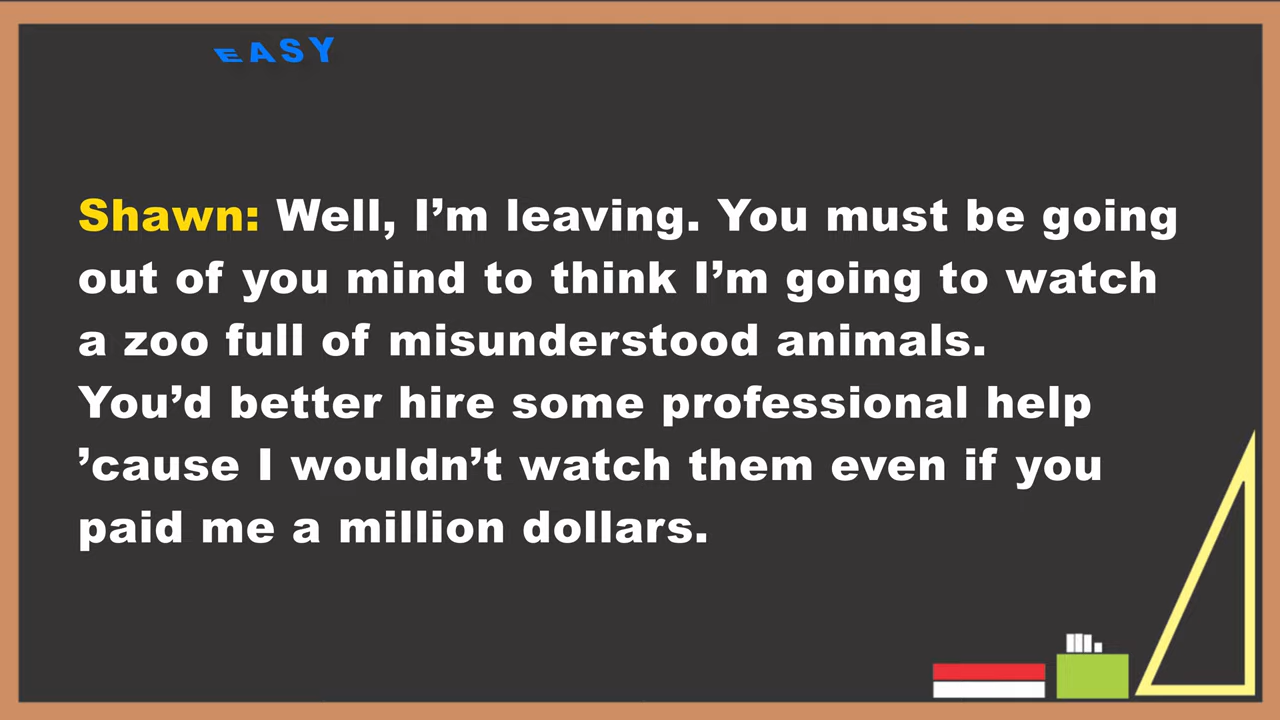 EASY
Shawn: Well, I’m leaving. You must be going
out of you mind to think I’m going to watch
a zoo full of misunderstood animals.
You’d better hire some professional help
’cause I wouldn’t watch them even if you
paid me a million dollars.